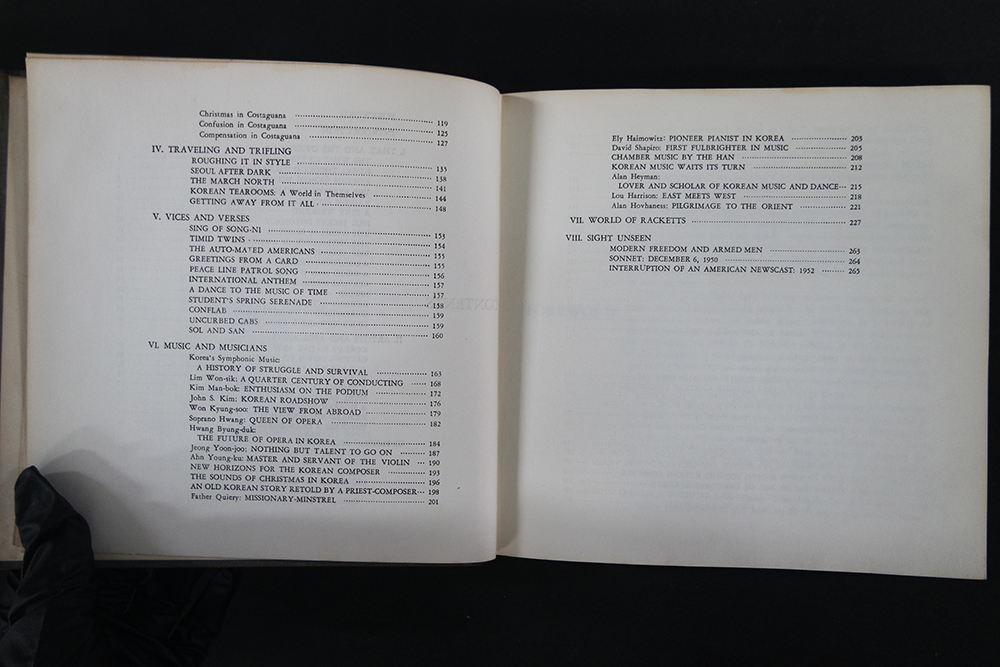 Christmas in Costaguana 119
Confusion in Costaguana 125
Compensation in Costaguana 127
IV. TRAVELING AND TRIFLING
ROUGHING IT IN STYLE 135
SEOUL AFTER DARK 138
THE MARCH NORTH 141
KOREAN TEAROOMS: A World in Themselves 144
GETTING AWAY FROM IT ALL 148
V. VICES AND VERSES
SING OF SONG-NI 153
TIMID TWINS 154
THE AUTO-MATED AMERICANS 155
GREETINGS FROM A CARD 155
PEACE LINE PATROL SONG 156
INTERNATIONAL ANTHEM 157
A DANCE TO THE MUSIC OF TIME 157
STUDENT'S SPRING SERENADE 158
CONFLAB 159
UNCURBED CABS 159
SOL AND SAN 160
VI. MUSIC AND MUSICIANS
Korea's Symphonic Music:
A HISTORY OF STRUGGLE AND SURVIVAL 163
Lim Won-sik: A QUARTER CENTURY OF CONDUCTING 168
Kim Man-bok: ENTHUSIASM ON THE PODIUM 172
John S. Kim: KOREAN ROADSHOW 176
Won Kyung-soo: THE VIEW FROM ABROAD 179
Soprano Hwang: QUEEN OF OPERA 182
Hwang Byung-duk:
THE FUTURE OF OPERA IN KOREA 184
Jeong Yoon-joo: NOTHING BUT TALENT TO GO ON 187
Ahn Young-ku: MASTER AND SERVANT OF THE VIOLIN 190
NEW HORIZONS FOR THE KOREAN COMPOSER 193
THE SOUNDS OF CHRISTMAS IN KOREA 196
AN OLD KOREAN STORY RETOLD BY A PRIEST-COMPOSER 198
Father Quiery: MISSIONARY-MINSTREL 201
Ely Haimowitz: PIONEER PIANIST IN KOREA 203
David Shapiro: FIRST FULBRIGHTER IN MUSIC 205
CHAMBER MUSIC BY THE HAN 208
KOREAN MUSIC WAITS ITS TURN 212
Alan Heyman:
LOVER AND SCHOLAR OF KOREAN MUSIC AND DANCE 215
Lou Harrison: EAST MEETS WEST 218
Alan Hovhaness: PILGRIMAGE TO THE ORIENT 221
VII. WORLD OF RACKETTS 227
VIII. SIGHT UNSEEN
MODERN FREEDOM AND ARMED MEN 263
SONNET: DECEMBER 6, 1950 264
INTERRUPTION OF AN AMERICAN NEWSCAST: 1952 265